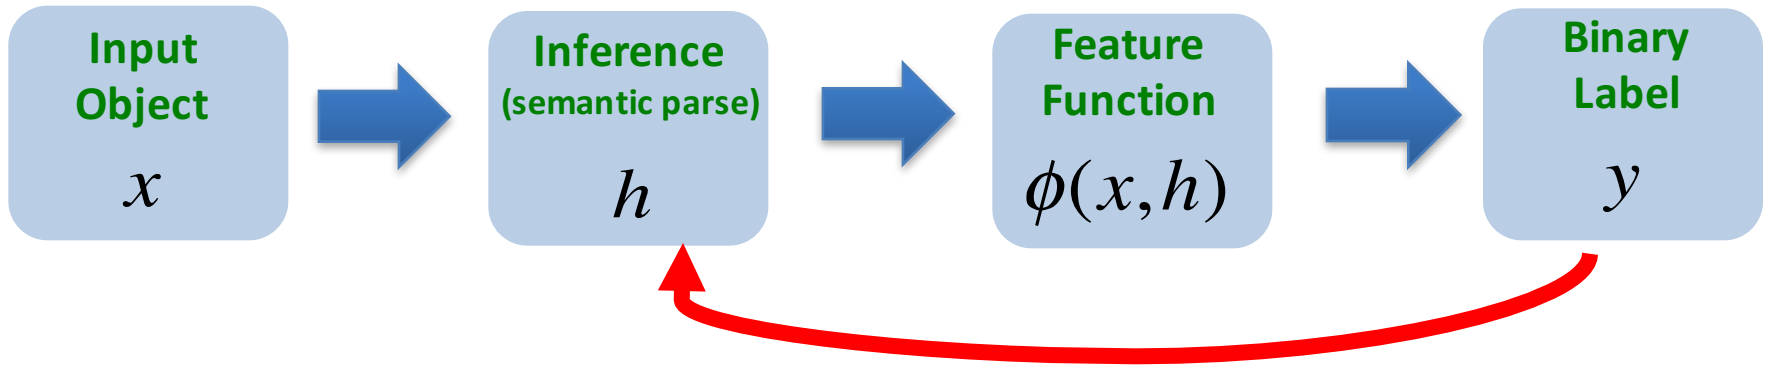 Input
Object
x
Inference
(semantic parse)
h
Feature
Function
ϕ(x,h)
Binary
Label
y